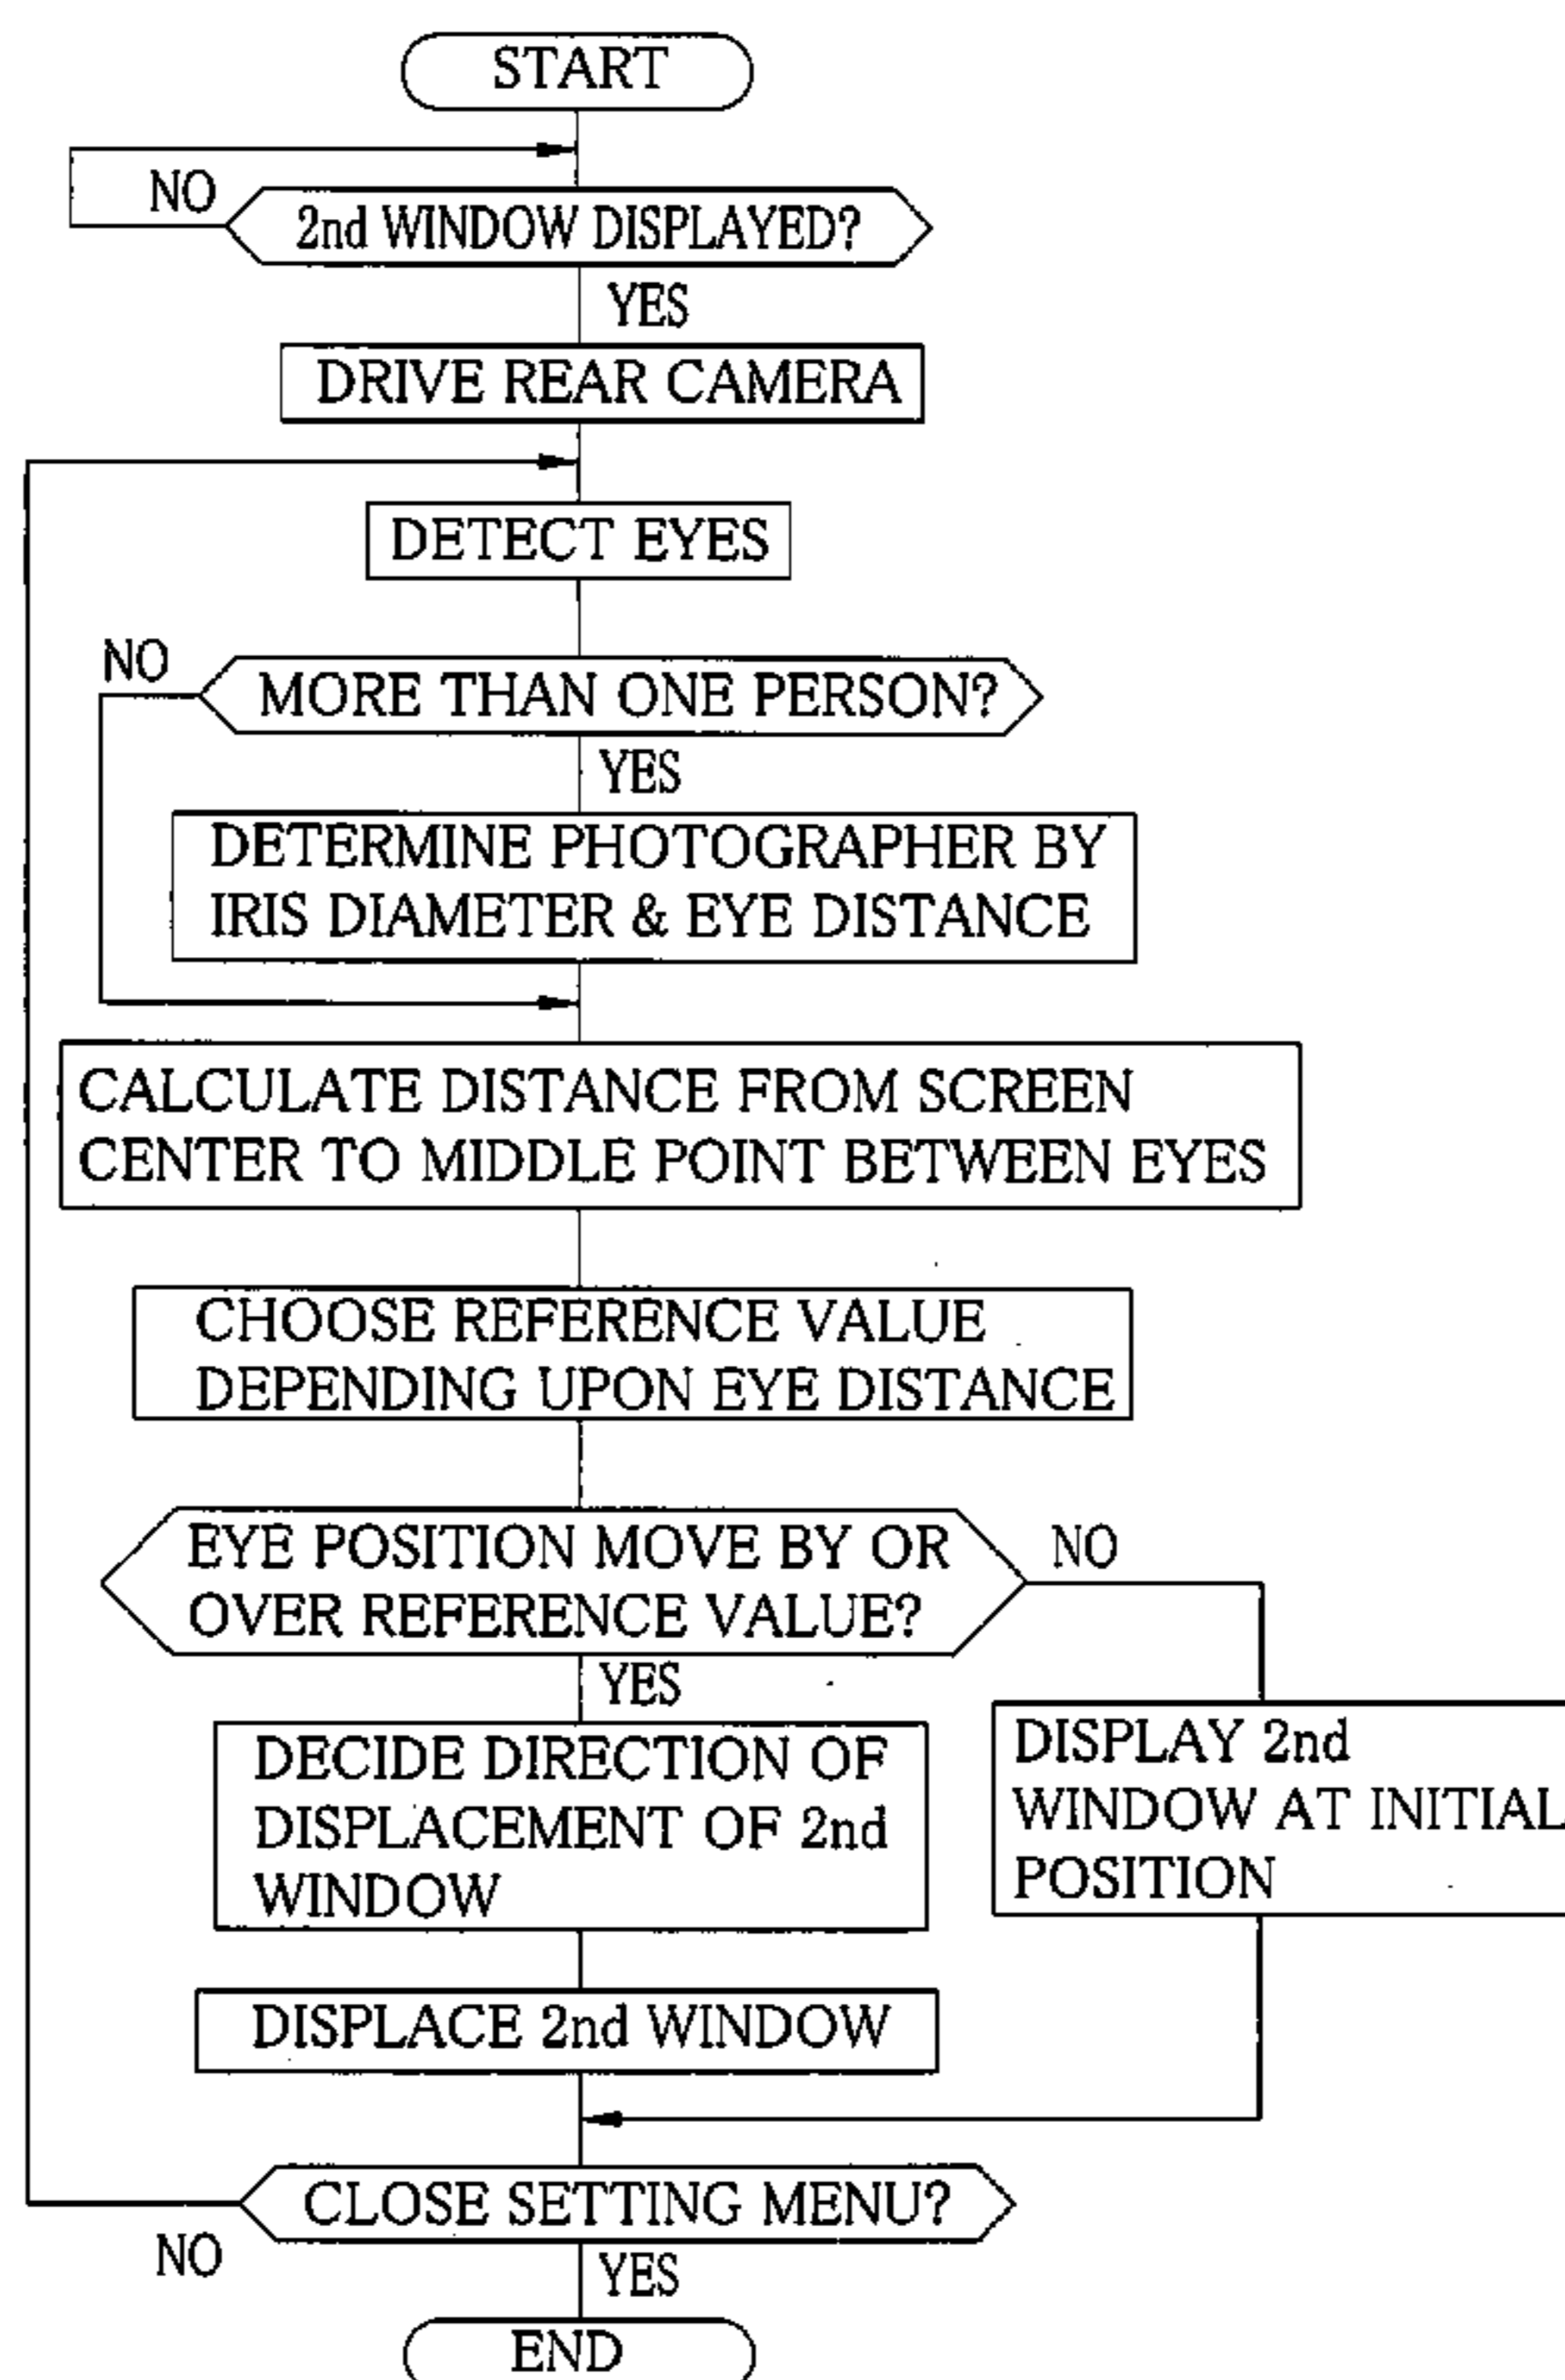 START
NO
2nd WINDOW DISPLAYED?
YES
DRIVE REAR CAMERA
DETECT EYES
NO
MORE THAN ONE PERSON?
YES
DETERMINE PHOTOGRAPHER BY
IRIS DIAMETER & EYE DISTANCE
CALCULATE DISTANCE FROM SCREEN
CENTER TO MIDDLE POINT BETWEEN EYES
CHOOSE REFERENCE VALUE
DEPENDING UPON EYE DISTANCE
EYE POSITION MOVE BY OR
OVER REFERENCE VALUE?
NO
YES
DECIDE DIRECTION OF
DISPLACEMENT OF 2nd
WINDOW
DISPLAY 2nd
WINDOW AT INITIAL
POSITION
DISPLACE 2nd WINDOW
CLOSE SETTING MENU?
NO
YES
END